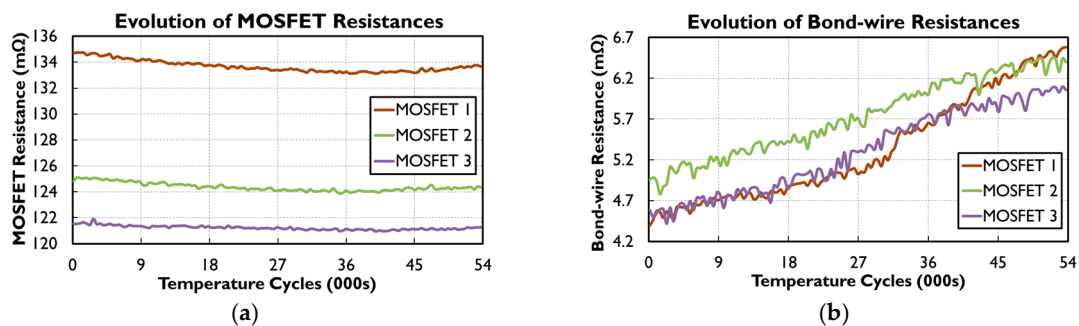 Evolution of MOSFET Resistances
MOSFET Resistance (mΩ)
136
134
132
130
128
126
124
122
120
MOSFET 1
MOSFET 2
MOSFET 3
0
9
18
27
36
45
54
Temperature Cycles (000s)
(a)
Evolution of Bond-wire Resistances
Bond-wire Resistance (mΩ)
6.7
6.2
5.7
5.2
4.7
4.2
MOSFET 1
MOSFET 2
MOSFET 3
0
9
18
27
36
45
54
Temperature Cycles (000s)
(b)